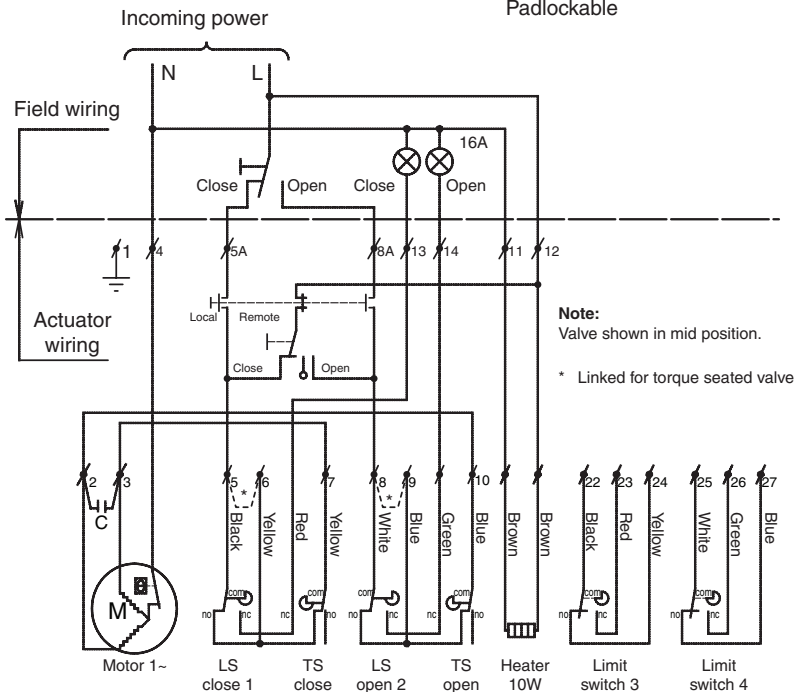 Padlockable
Incoming power
N L
Field wiring
16A
Close Open Close Open
1 4 5A 8A 13 14 11 12
Local Remote
Actuator
wiring
Close Open
Note:
Valve shown in mid position.
* Linked for torque seated valve
2 3 5 6 7 8 9 10 22 23 24 25 26 27
* *
C
Black Yellow Red Yellow White Blue Green Blue Brown Brown Black Red Yellow White Green Blue
com com com com com com
M
no nc nc no no nc nc no no nc no nc
Motor 1~
LS
close 1
TS
close
LS
open 2
TS
open
Heater
10W
Limit
switch 3
Limit
switch 4